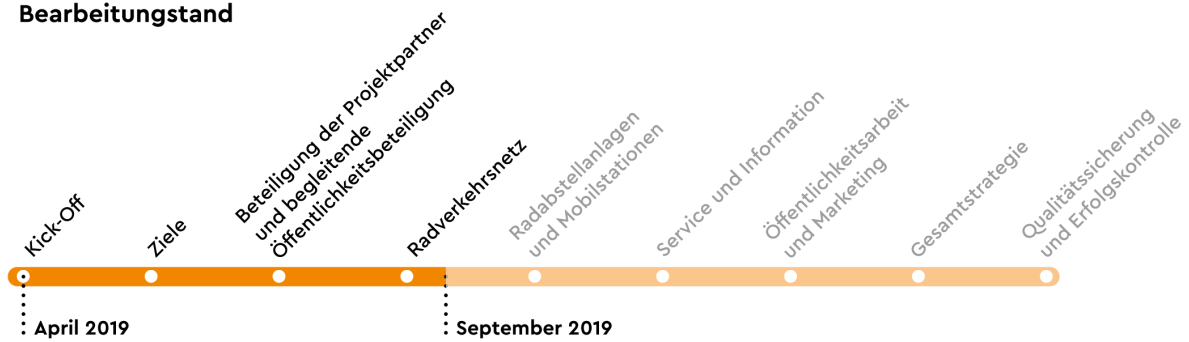 Bearbeitungstand
Kick-Off
Ziele
Beteiligung der Projektpartner
und begleitende
Öffentlichkeitsbeteiligung
Radverkehrsnetz
Radabstellanlagen
und Mobilstationen
Service und Information
Öffentlichkeitsarbeit
und Marketing
Gesamtstrategie
Qualitätssicherung
und Erfolgskontrolle
April 2019
September 2019